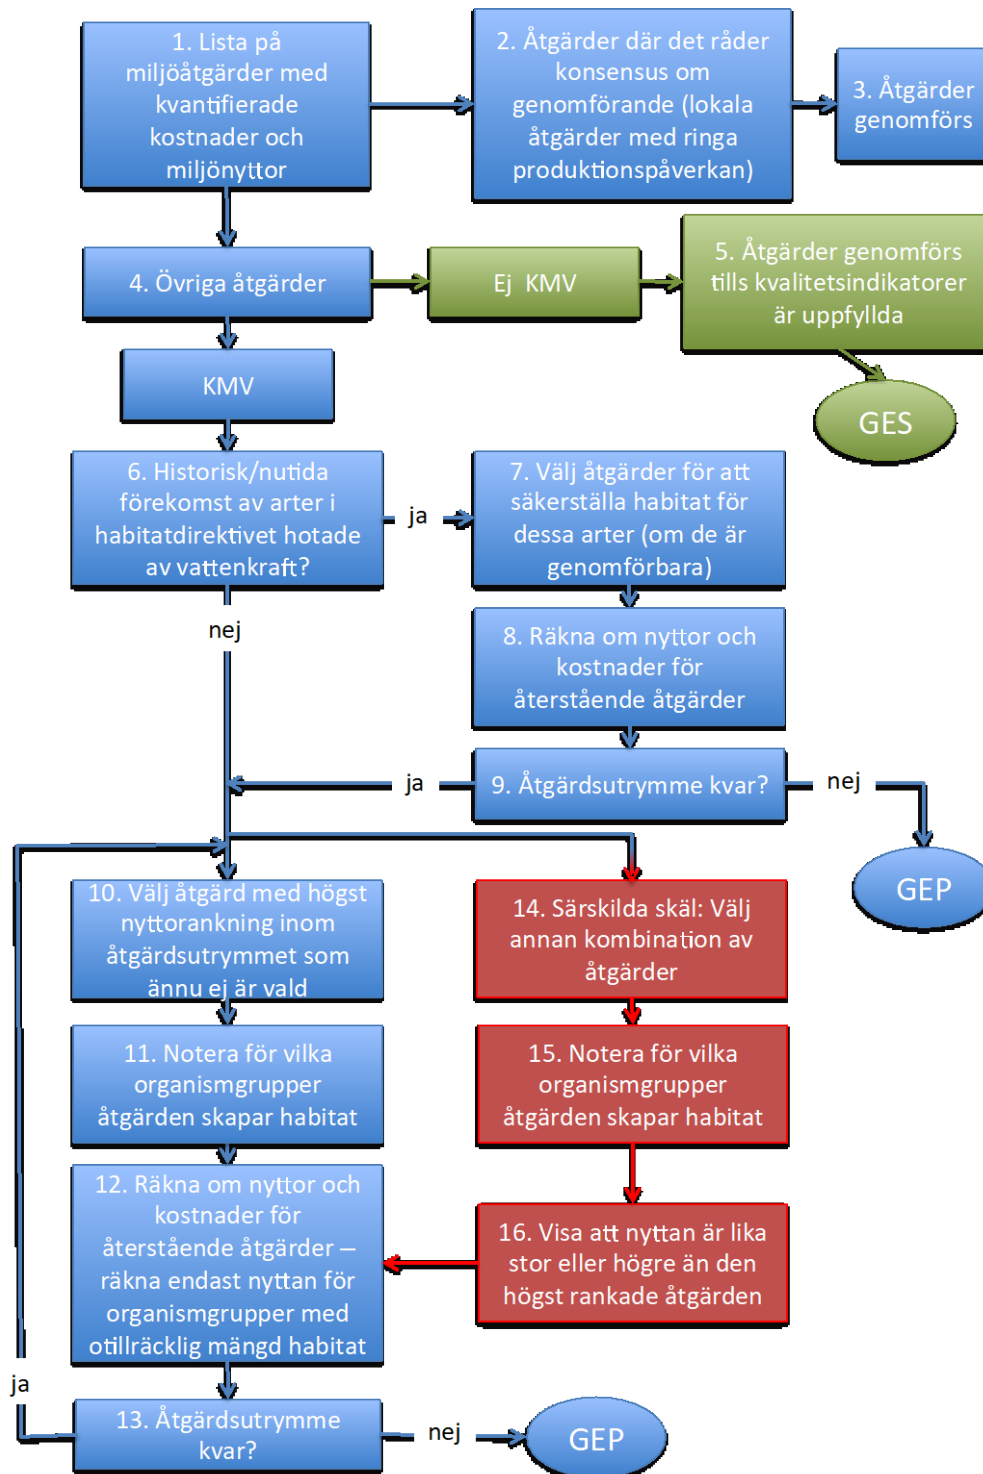 1. Lista på
miljöåtgärder med
kvantifierade
kostnader och
miljönyttor
2. Åtgärder där det råder
konsensus om
genomförande (lokala
åtgärder med ringa
produktionspåverkan)
3. Åtgärder
genomförs
4. Övriga åtgärder
Ej KMV
5. Åtgärder genomförs
tills kvalitetsindikatorer
är uppfyllda
KMV
GES
6. Historisk/nutida
förekomst av arter i
habitatdirektivet hotade
av vattenkraft?
ja
7. Välj åtgärder för att
säkerställa habitat för
dessa arter (om de är
genomförbara)
nej
8. Räkna om nyttor och
kostnader för
återstående åtgärder
ja
9. Åtgärdsutrymme kvar?
nej
GEP
10. Välj åtgärd med högst
nyttorankning inom
åtgärdsutrymmet som
ännu ej är vald
14. Särskilda skäl: Välj
annan kombination av
åtgärder
11. Notera för vilka
organismgrupper
åtgärden skapar habitat
15. Notera för vilka
organismgrupper
åtgärden skapar habitat
12. Räkna om nyttor och
kostnader för
återstående åtgärder –
räkna endast nyttan för
organismgrupper med
otillräcklig mängd habitat
16. Visa att nyttan är lika
stor eller högre än den
högst rankade åtgärden
ja
13. Åtgärdsutrymme
kvar?
nej
GEP